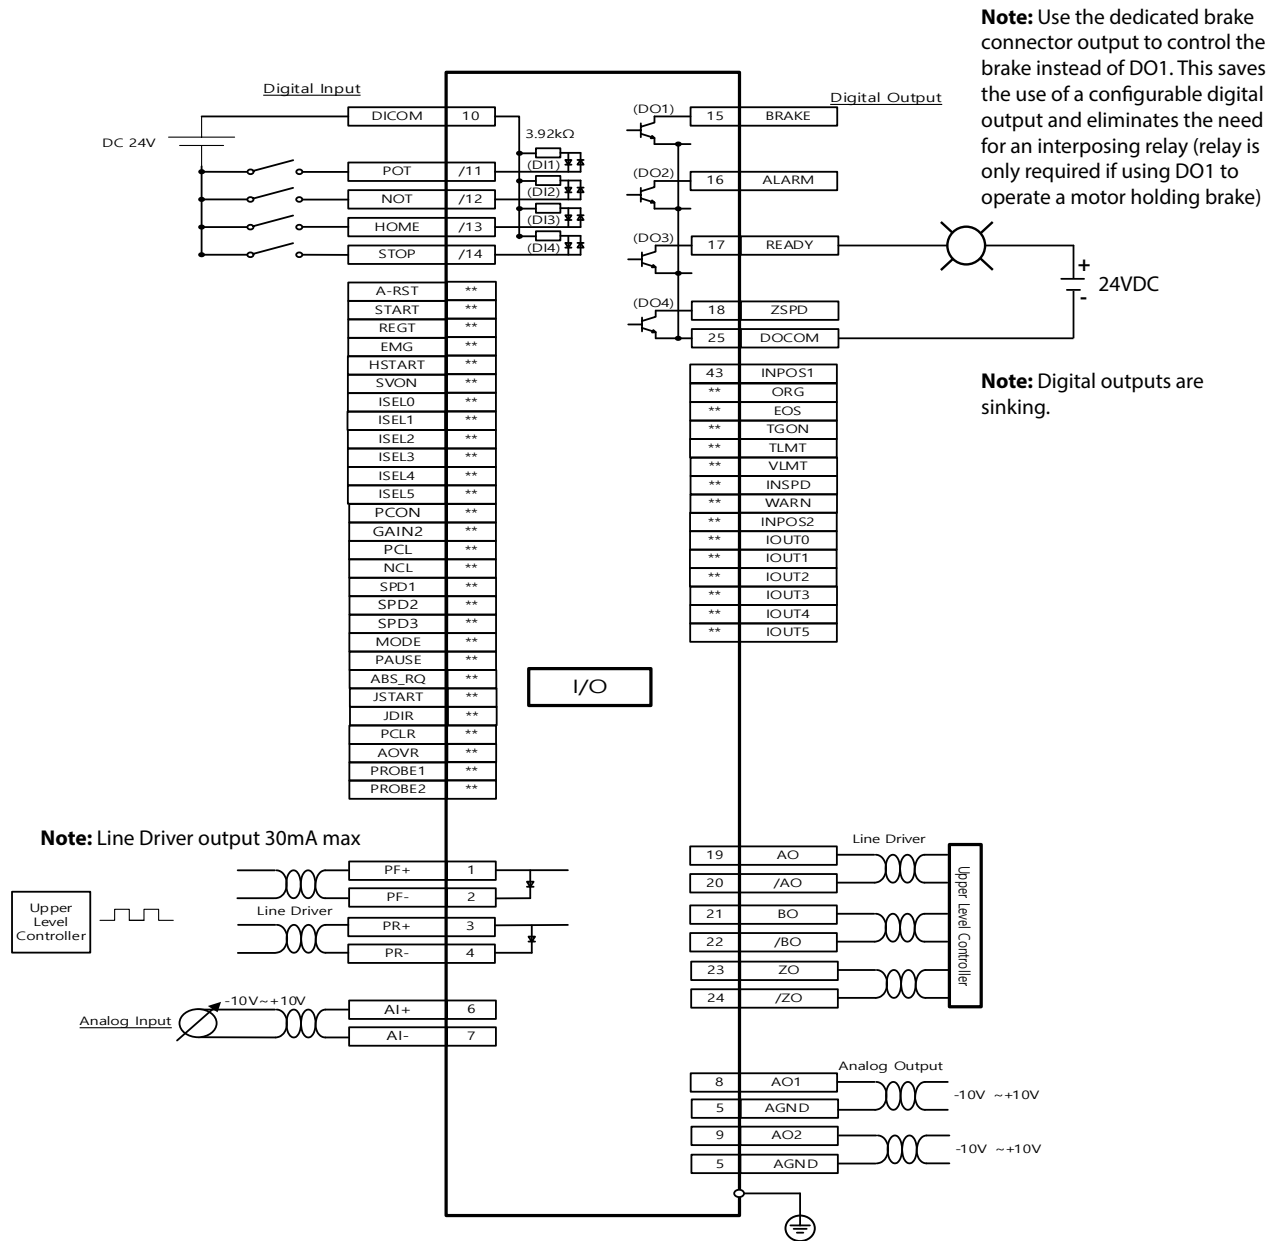 Note: Use the dedicated brake
connector output to control the
brake instead of DO1. This saves
the use of a configurable digital
output and eliminates the need
for an interposing relay (relay is
only required if using DO1 to
operate a motor holding brake)
Digital Input
DC 24V
DICOM 10
3.92kΩ
POT /11 (DI1)
NOT /12 (DI2)
HOME /13 (DI3)
STOP /14 (DI4)
A-RST **
START **
REGT **
EMG **
HSTART **
SVON **
ISEL0 **
ISEL1 **
ISEL2 **
ISEL3 **
ISEL4 **
ISEL5 **
PCON **
GAIN2 **
PCL **
NCL **
SPD1 **
SPD2 **
SPD3 **
MODE **
PAUSE **
ABS_RQ **
JSTART **
JDIR **
PCLR **
AOVR **
PROBE1 **
PROBE2 **
I/O
Digital Output
(DO1) 15 BRAKE
(DO2) 16 ALARM
(DO3) 17 READY
(DO4) 18 ZSPD
25 DOCOM
+
24VDC
-
43 INPOS1
** ORG
** EOS
** TGON
** TLMT
** VLMT
** INSPD
** WARN
** INPOS2
** IOUT0
** IOUT1
** IOUT2
** IOUT3
** IOUT4
** IOUT5
Note: Digital outputs are
sinking.
Note: Line Driver output 30mA max
Upper
Level
Controller
Line Driver
PF+ 1
PF- 2
PR+ 3
PR- 4
Analog Input
-10V~+10V
AI+ 6
AI- 7
Line Driver
19 AO
20 /AO
21 BO
22 /BO
23 ZO
24 /ZO
Upper Level Controller
Analog Output
8 AO1
5 AGND
-10V ~+10V
9 AO2
5 AGND
-10V ~+10V